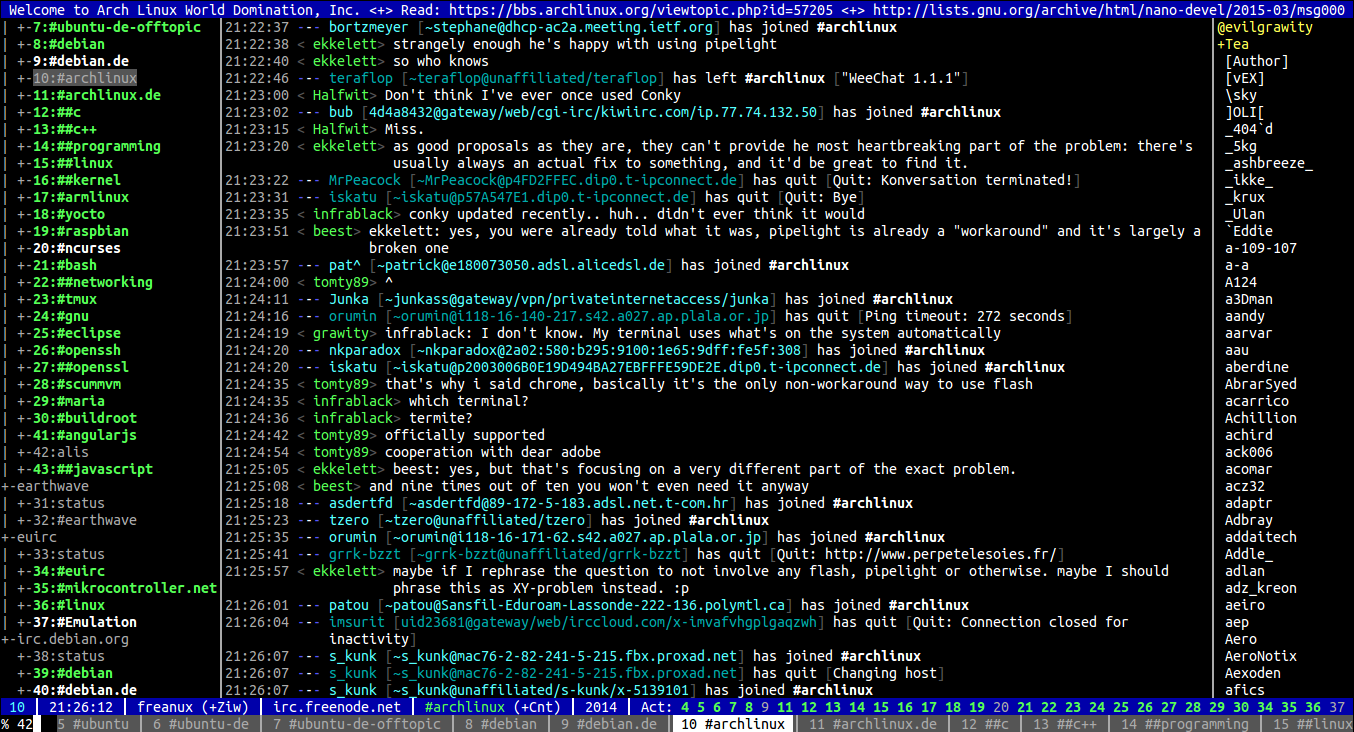 Welcome to Arch Linux World Domination, Inc. <+> Read: https://bbs.archlinux.org/viewtopic.php?id=57205 <+> http://lists.gnu.org/archive/html/nano-devel/2015-03/msg000
| +-7:#ubuntu-de-offtopic
| +-8:#debian
| +-9:#debian.de
| +-10:#archlinux
| +-11:#archlinux.de
| +-12:##c
| +-13:##c++
| +-14:##programming
| +-15:##linux
| +-16:##kernel
| +-17:#armlinux
| +-18:#yocto
| +-19:#raspbian
| +-20:#ncurses
| +-21:#bash
| +-22:##networking
| +-23:#tmux
| +-24:#gnu
| +-25:#eclipse
| +-26:#openssh
| +-27:##openssl
| +-28:#scummvm
| +-29:#maria
| +-30:#buildroot
| +-41:#angularjs
| +-42:alis
| +-43:##javascript
+-earthwave
| +-31:status
| +-32:#earthwave
+-euirc
| +-33:status
| +-34:#euirc
| +-35:#mikrocontroller.net
| +-36:#linux
| +-37:#Emulation
+-irc.debian.org
+-38:status
+-39:#debian
+-40:#debian.de
21:22:37 --- bortzmeyer [~stephane@dhcp-ac2a.meeting.ietf.org] has joined #archlinux
21:22:38 < ekkelett> strangely enough he's happy with using pipelight
21:22:40 < ekkelett> so who knows
21:22:46 --- teraflop [~teraflop@unaffiliated/teraflop] has left #archlinux ["WeeChat 1.1.1"]
21:23:00 < Halfwit> Don't think I've ever once used Conky
21:23:02 --- bub [4d4a8432@gateway/web/cgi-irc/kiwiirc.com/ip.77.74.132.50] has joined #archlinux
21:23:15 < Halfwit> Miss.
21:23:20 < ekkelett> as good proposals as they are, they can't provide he most heartbreaking part of the problem: there's
usually always an actual fix to something, and it'd be great to find it.
21:23:22 --- MrPeacock [~MrPeacock@p4FD2FFEC.dip0.t-ipconnect.de] has quit [Quit: Konversation terminated!]
21:23:31 --- iskatu [~iskatu@p57A547E1.dip0.t-ipconnect.de] has quit [Quit: Bye]
21:23:35 < infrablack> conky updated recently.. huh.. didn't ever think it would
21:23:51 < beest> ekkelett: yes, you were already told what it was, pipelight is already a "workaround" and it's largely a
broken one
21:23:57 --- pat^ [~patrick@e180073050.adsl.alicedsl.de] has joined #archlinux
21:24:00 < tomty89> ^
21:24:11 --- Junka [~junkass@gateway/vpn/privateinternetaccess/junka] has joined #archlinux
21:24:16 --- orumin [~orumin@i118-16-140-217.s42.a027.ap.plala.or.jp] has quit [Ping timeout: 272 seconds]
21:24:19 < grawity> infrablack: I don't know. My terminal uses what's on the system automatically
21:24:20 --- nkparadox [~nkparadox@2a02:580:b295:9100:1e65:9dff:fe5f:308] has joined #archlinux
21:24:20 --- iskatu [~iskatu@p2003006B0E19D494BA27EBFFFE59DE2E.dip0.t-ipconnect.de] has joined #archlinux
21:24:35 < tomty89> that's why i said chrome, basically it's the only non-workaround way to use flash
21:24:35 < infrablack> which terminal?
21:24:36 < infrablack> termite?
21:24:42 < tomty89> officially supported
21:24:54 < tomty89> cooperation with dear adobe
21:25:05 < ekkelett> beest: yes, but that's focusing on a very different part of the exact problem.
21:25:08 < beest> and nine times out of ten you won't even need it anyway
21:25:18 --- asdertfd [~asdertfd@89-172-5-183.adsl.net.t-com.hr] has joined #archlinux
21:25:23 --- tzero [~tzero@unaffiliated/tzero] has joined #archlinux
21:25:35 --- orumin [~orumin@i118-16-171-62.s42.a027.ap.plala.or.jp] has joined #archlinux
21:25:41 --- grrk-bzzt [~grrk-bzzt@unaffiliated/grrk-bzzt] has quit [Quit: http://www.perpetelesoies.fr/]
21:25:57 < ekkelett> maybe if I rephrase the question to not involve any flash, pipelight or otherwise. maybe I should
phrase this as XY-problem instead. :p
21:26:01 --- patou [~patou@Sansfil-Eduroam-Lassonde-222-136.polymtl.ca] has joined #archlinux
21:26:04 --- imsurit [uid23681@gateway/web/irccloud.com/x-imvafvhgplgaqzwh] has quit [Quit: Connection closed for
inactivity]
21:26:07 --- s_kunk [~s_kunk@mac76-2-82-241-5-215.fbx.proxad.net] has joined #archlinux
21:26:07 --- s_kunk [~s_kunk@mac76-2-82-241-5-215.fbx.proxad.net] has quit [Changing host]
21:26:07 --- s_kunk [~s_kunk@unaffiliated/s-kunk/x-5139101] has joined #archlinux
@evilgrawity
+Tea
[Author]
[vEX]
\sky
]OLI[
_404`d
_5kg
_ashbreeze_
_ikke_
_krux
_Ulan
`Eddie
a-109-107
a-a
A124
a3Dman
aandy
aarvar
aau
aberdine
AbrarSyed
acarrico
Achillion
achird
ack006
acomar
acz32
adaptr
Adbray
addaitech
Addle_
adlan
adz_kreon
aeiro
aep
Aero
AeroNotix
Aexoden
afics
10 | 21:26:12 | freanux (+Ziw) | irc.freenode.net | #archlinux (+Cnt) | 2014 | Act: 4 5 6 7 8 9 11 12 13 14 15 16 17 18 19 20 21 22 23 24 25 26 27 28 29 30 34 35 36 37
% 42 5 #ubuntu | 6 #ubuntu-de | 7 #ubuntu-de-offtopic | 8 #debian | 9 #debian.de | 10 #archlinux | 11 #archlinux.de | 12 ##c | 13 ##c++ | 14 ##programming | 15 ##linux